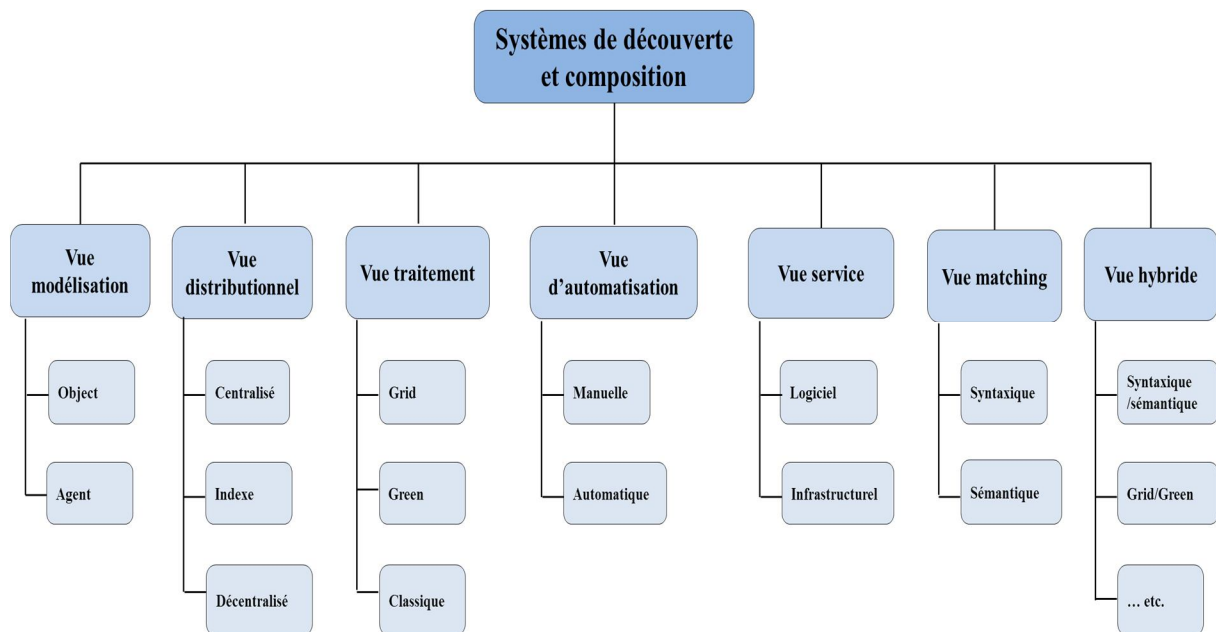 Systèmes de découverte
et composition
Vue
modélisation
Vue
distributionnel
Vue traitement
Vue
d’automatisation
Vue service
Vue matching
Vue hybride
Object
Agent
Centralisé
Indexe
Décentralisé
Grid
Green
Classique
Manuelle
Automatique
Logiciel
Infrastructurel
Syntaxique
Sémantique
Syntaxique
/sémantique
Grid/Green
... etc.